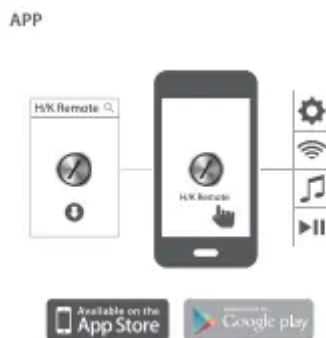 APP
H/K Remote
H/K Remote
Available on the
App Store
Google play